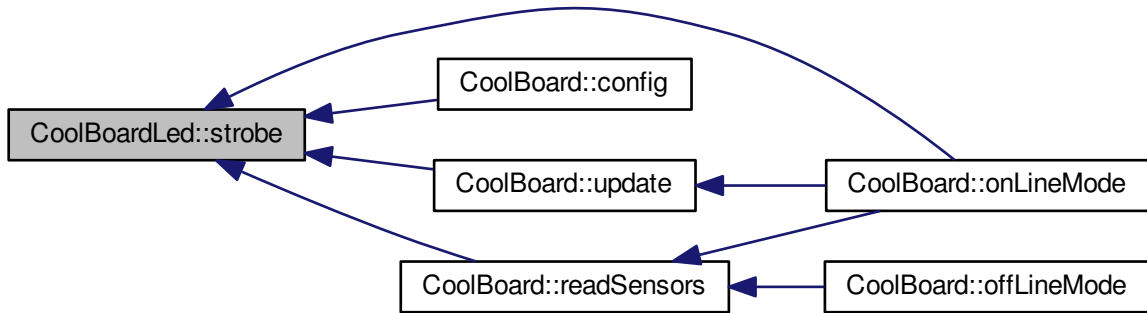 CoolBoardLed::strobe
CoolBoard::config
CoolBoard::update
CoolBoard::onLineMode
CoolBoard::readSensors
CoolBoard::offLineMode